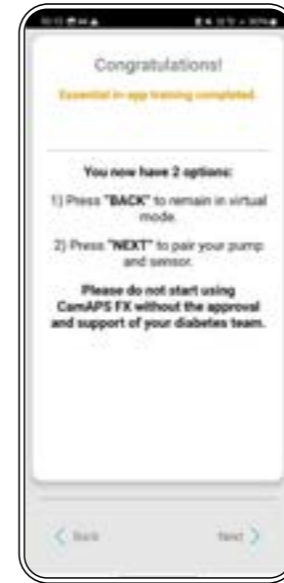 Congratulations!
Essential in-app training completed.
You now have 2 options:
1) Press "BACK" to remain in virtual
mode.
2) Press "NEXT" to pair your pump
and sensor.
Please do not start using
CamAPS FX without the approval
and support of your diabetes team.
Back
Next